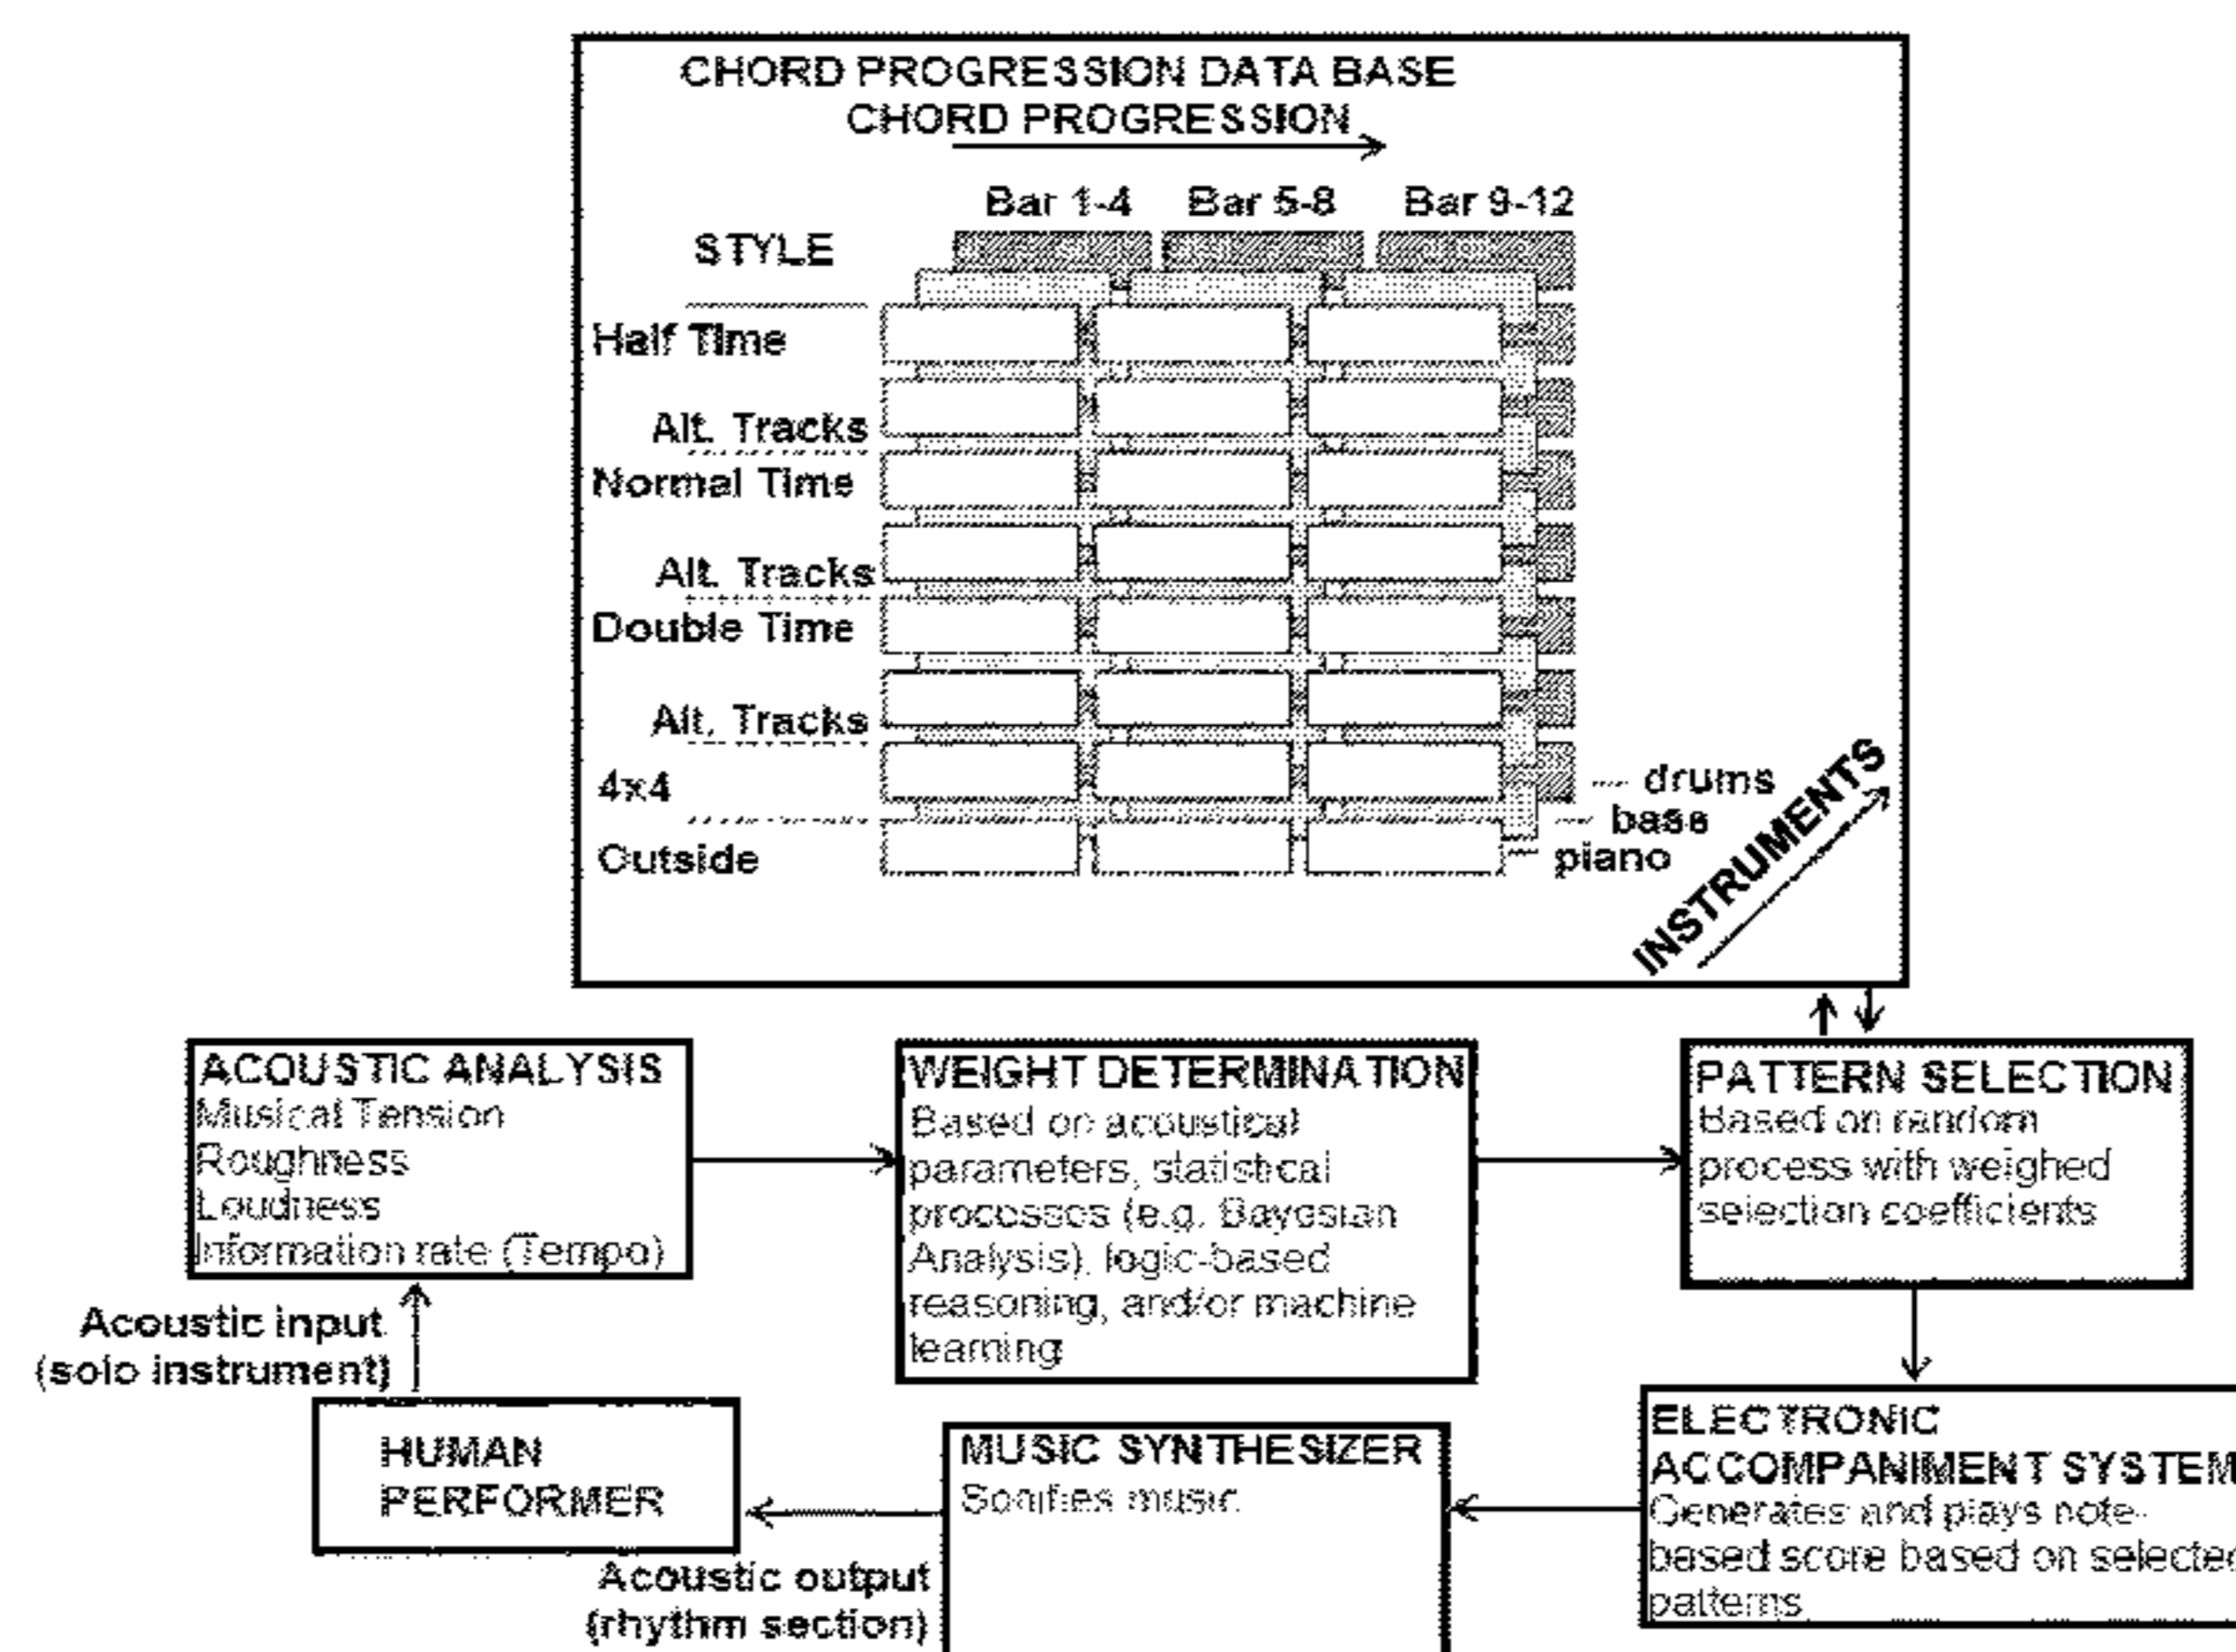 CHORD PROGRESSION DATA BASE
CHORD PROGRESSION
Bar 1-4 Bar 5-8 Bar 9-12
STYLE
Half Time
Alt. Tracks
Normal Time
Alt. Tracks
Double Time
Alt. Tracks
4x4
Outside
drums
base
piano
INSTRUMENTS
ACOUSTIC ANALYSIS
Musical Tension
Roughness
Loudness
Information rate (Tempo)
WEIGHT DETERMINATION
Based on acoustical
parameters, statistical
processes (e.g. Bayesian
Analysis), logic-based
reasoning, and/or machine
learning
PATTERN SELECTION
Based on random
process with weighed
selection coefficients
Acoustic input
(solo instrument)
HUMAN
PERFORMER
Acoustic output
(rhythm section)
MUSIC SYNTHESIZER
Sonifies music.
ELECTRONIC
ACCOMPANIMENT SYSTEM
Generates and plays note-
based score based on selected
patterns